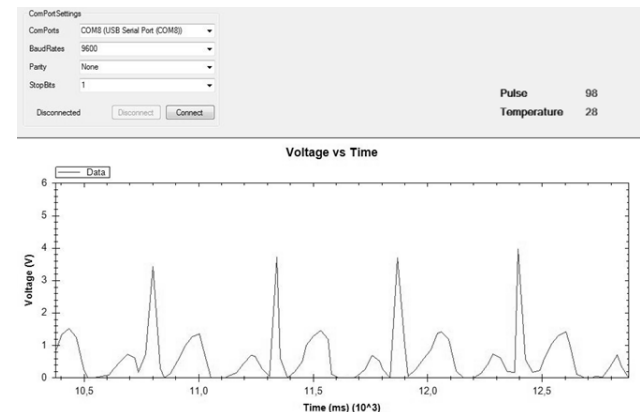 ComPortSettings
ComPorts COM8 (USB Serial Port (COM8))
BaudRates 9600
Parity None
StopBits 1
Disconnected Disconnect Connect
Pulse 98
Temperature 28
Voltage vs Time
Data
6
5
4
3
2
1
0
Voltage (V)
10,5 11,0 11,5 12,0 12,5
Time (ms) (10^3)